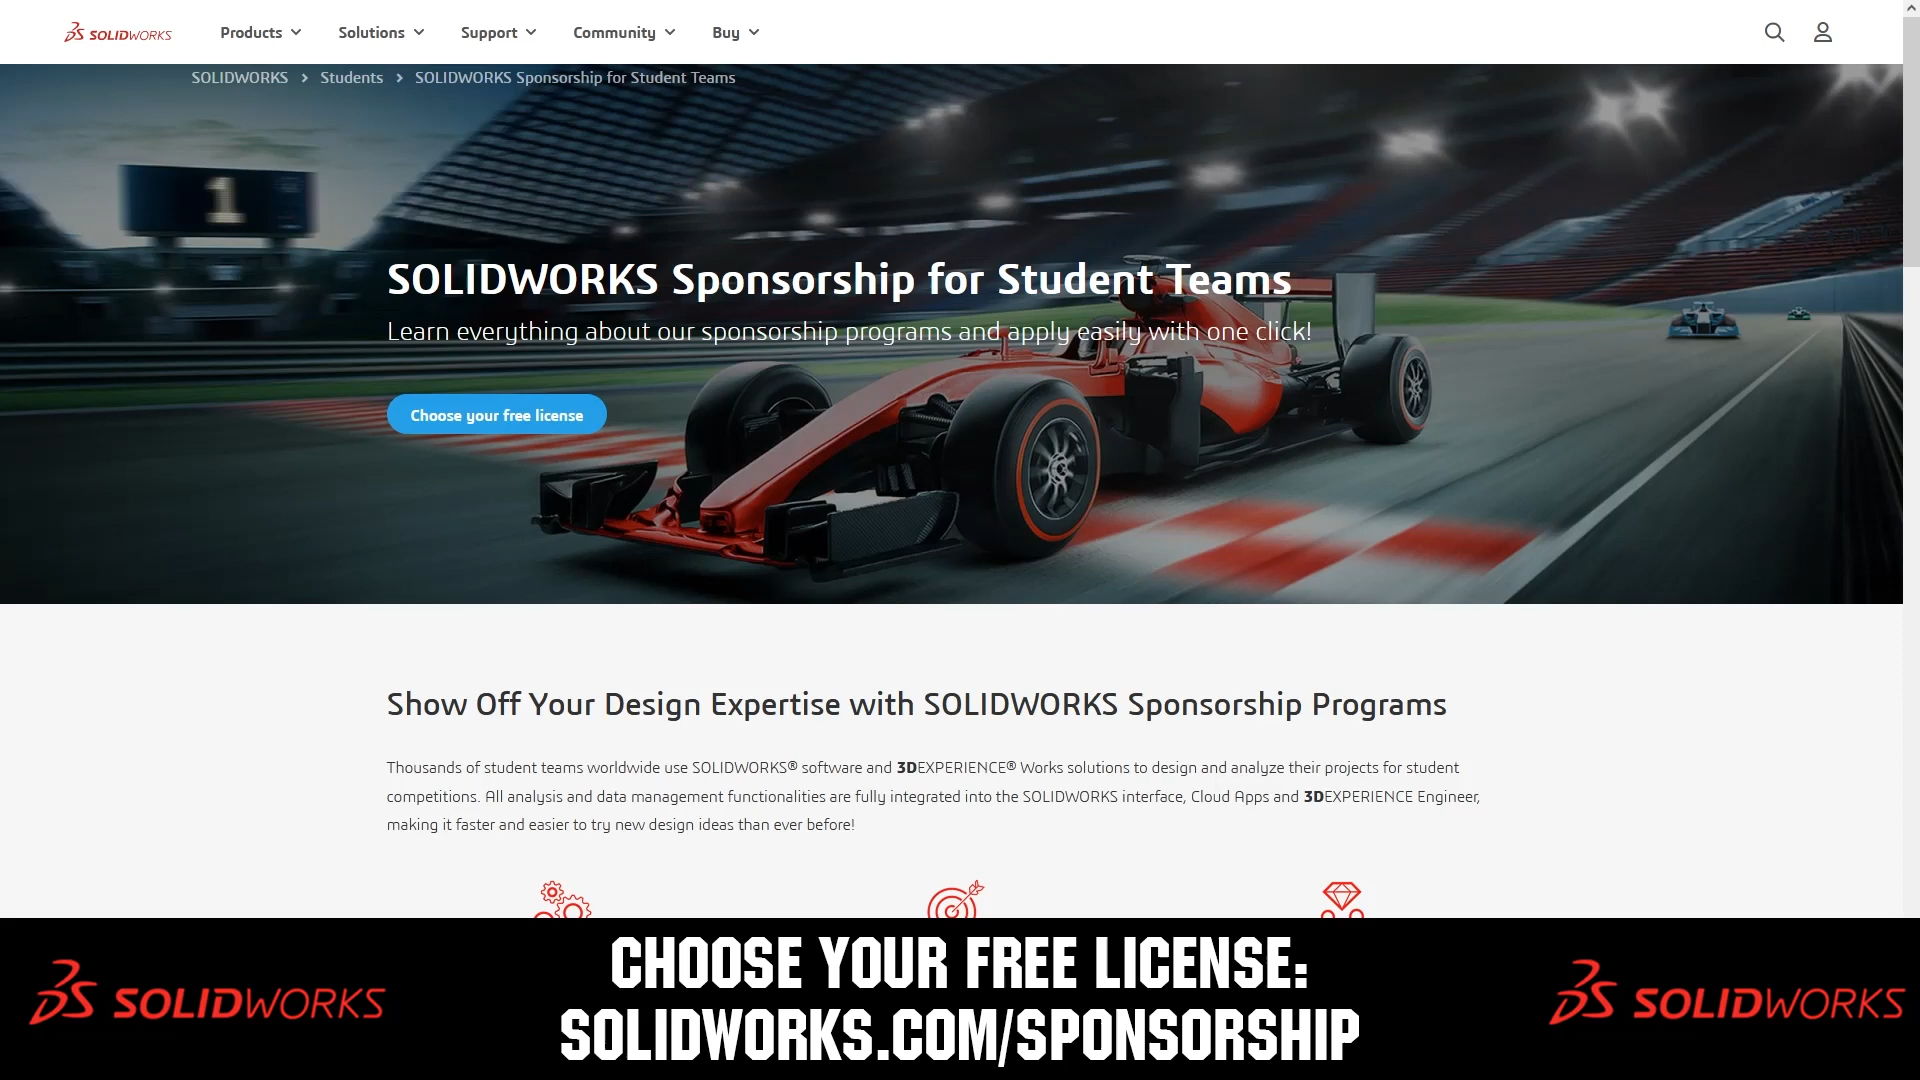 SOLIDWORKS Products Solutions Support Community Buy
SOLIDWORKS > Students > SOLIDWORKS Sponsorship for Student Teams
1
SOLIDWORKS Sponsorship for Student Teams
Learn everything about our sponsorship programs and apply easily with one click!
Choose your free license
Show Off Your Design Expertise with SOLIDWORKS Sponsorship Programs
Thousands of student teams worldwide use SOLIDWORKS® software and 3DEXPERIENCE® Works solutions to design and analyze their projects for student
competitions. All analysis and data management functionalities are fully integrated into the SOLIDWORKS interface, Cloud Apps and 3DEXPERIENCE Engineer,
making it faster and easier to try new design ideas than ever before!
CHOOSE YOUR FREE LICENSE:
SOLIDWORKS SOLIDWORKS.COM/SPONSORSHIP SOLIDWORKS